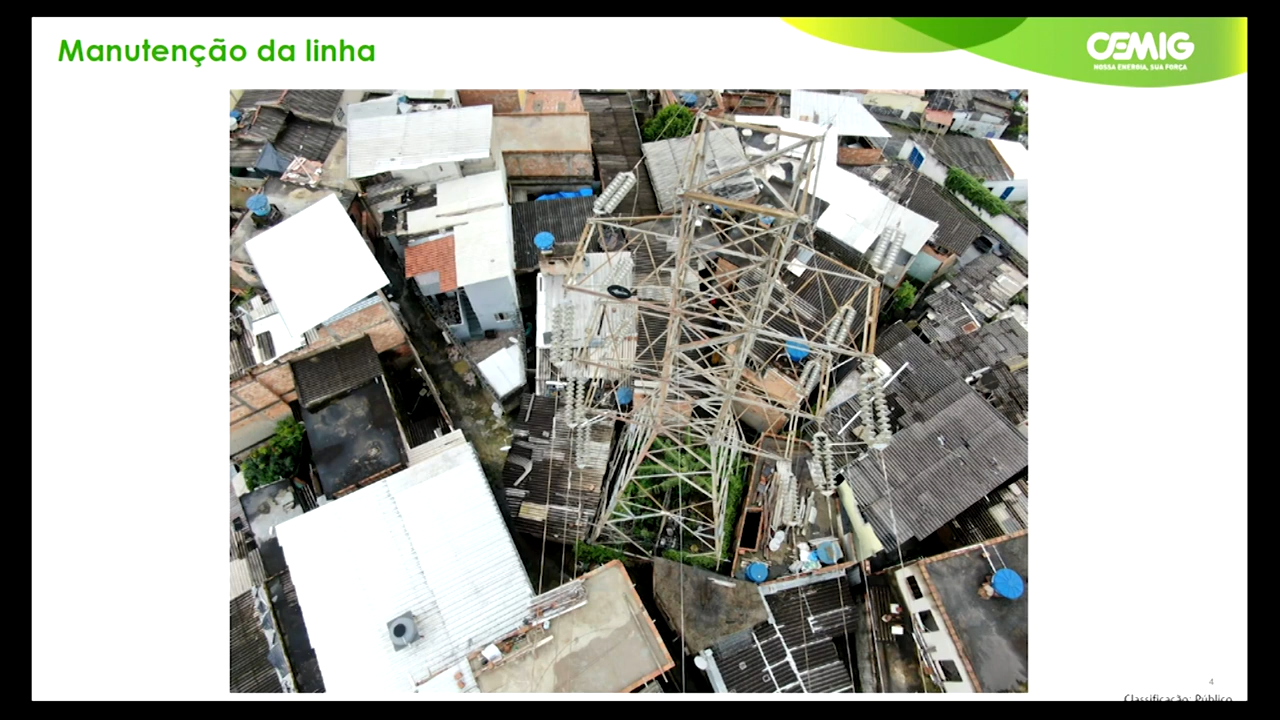 Manutenção da linha
CEMIG
NOSSA ENERGIA, SUA FORÇA
4
Classificação: Público